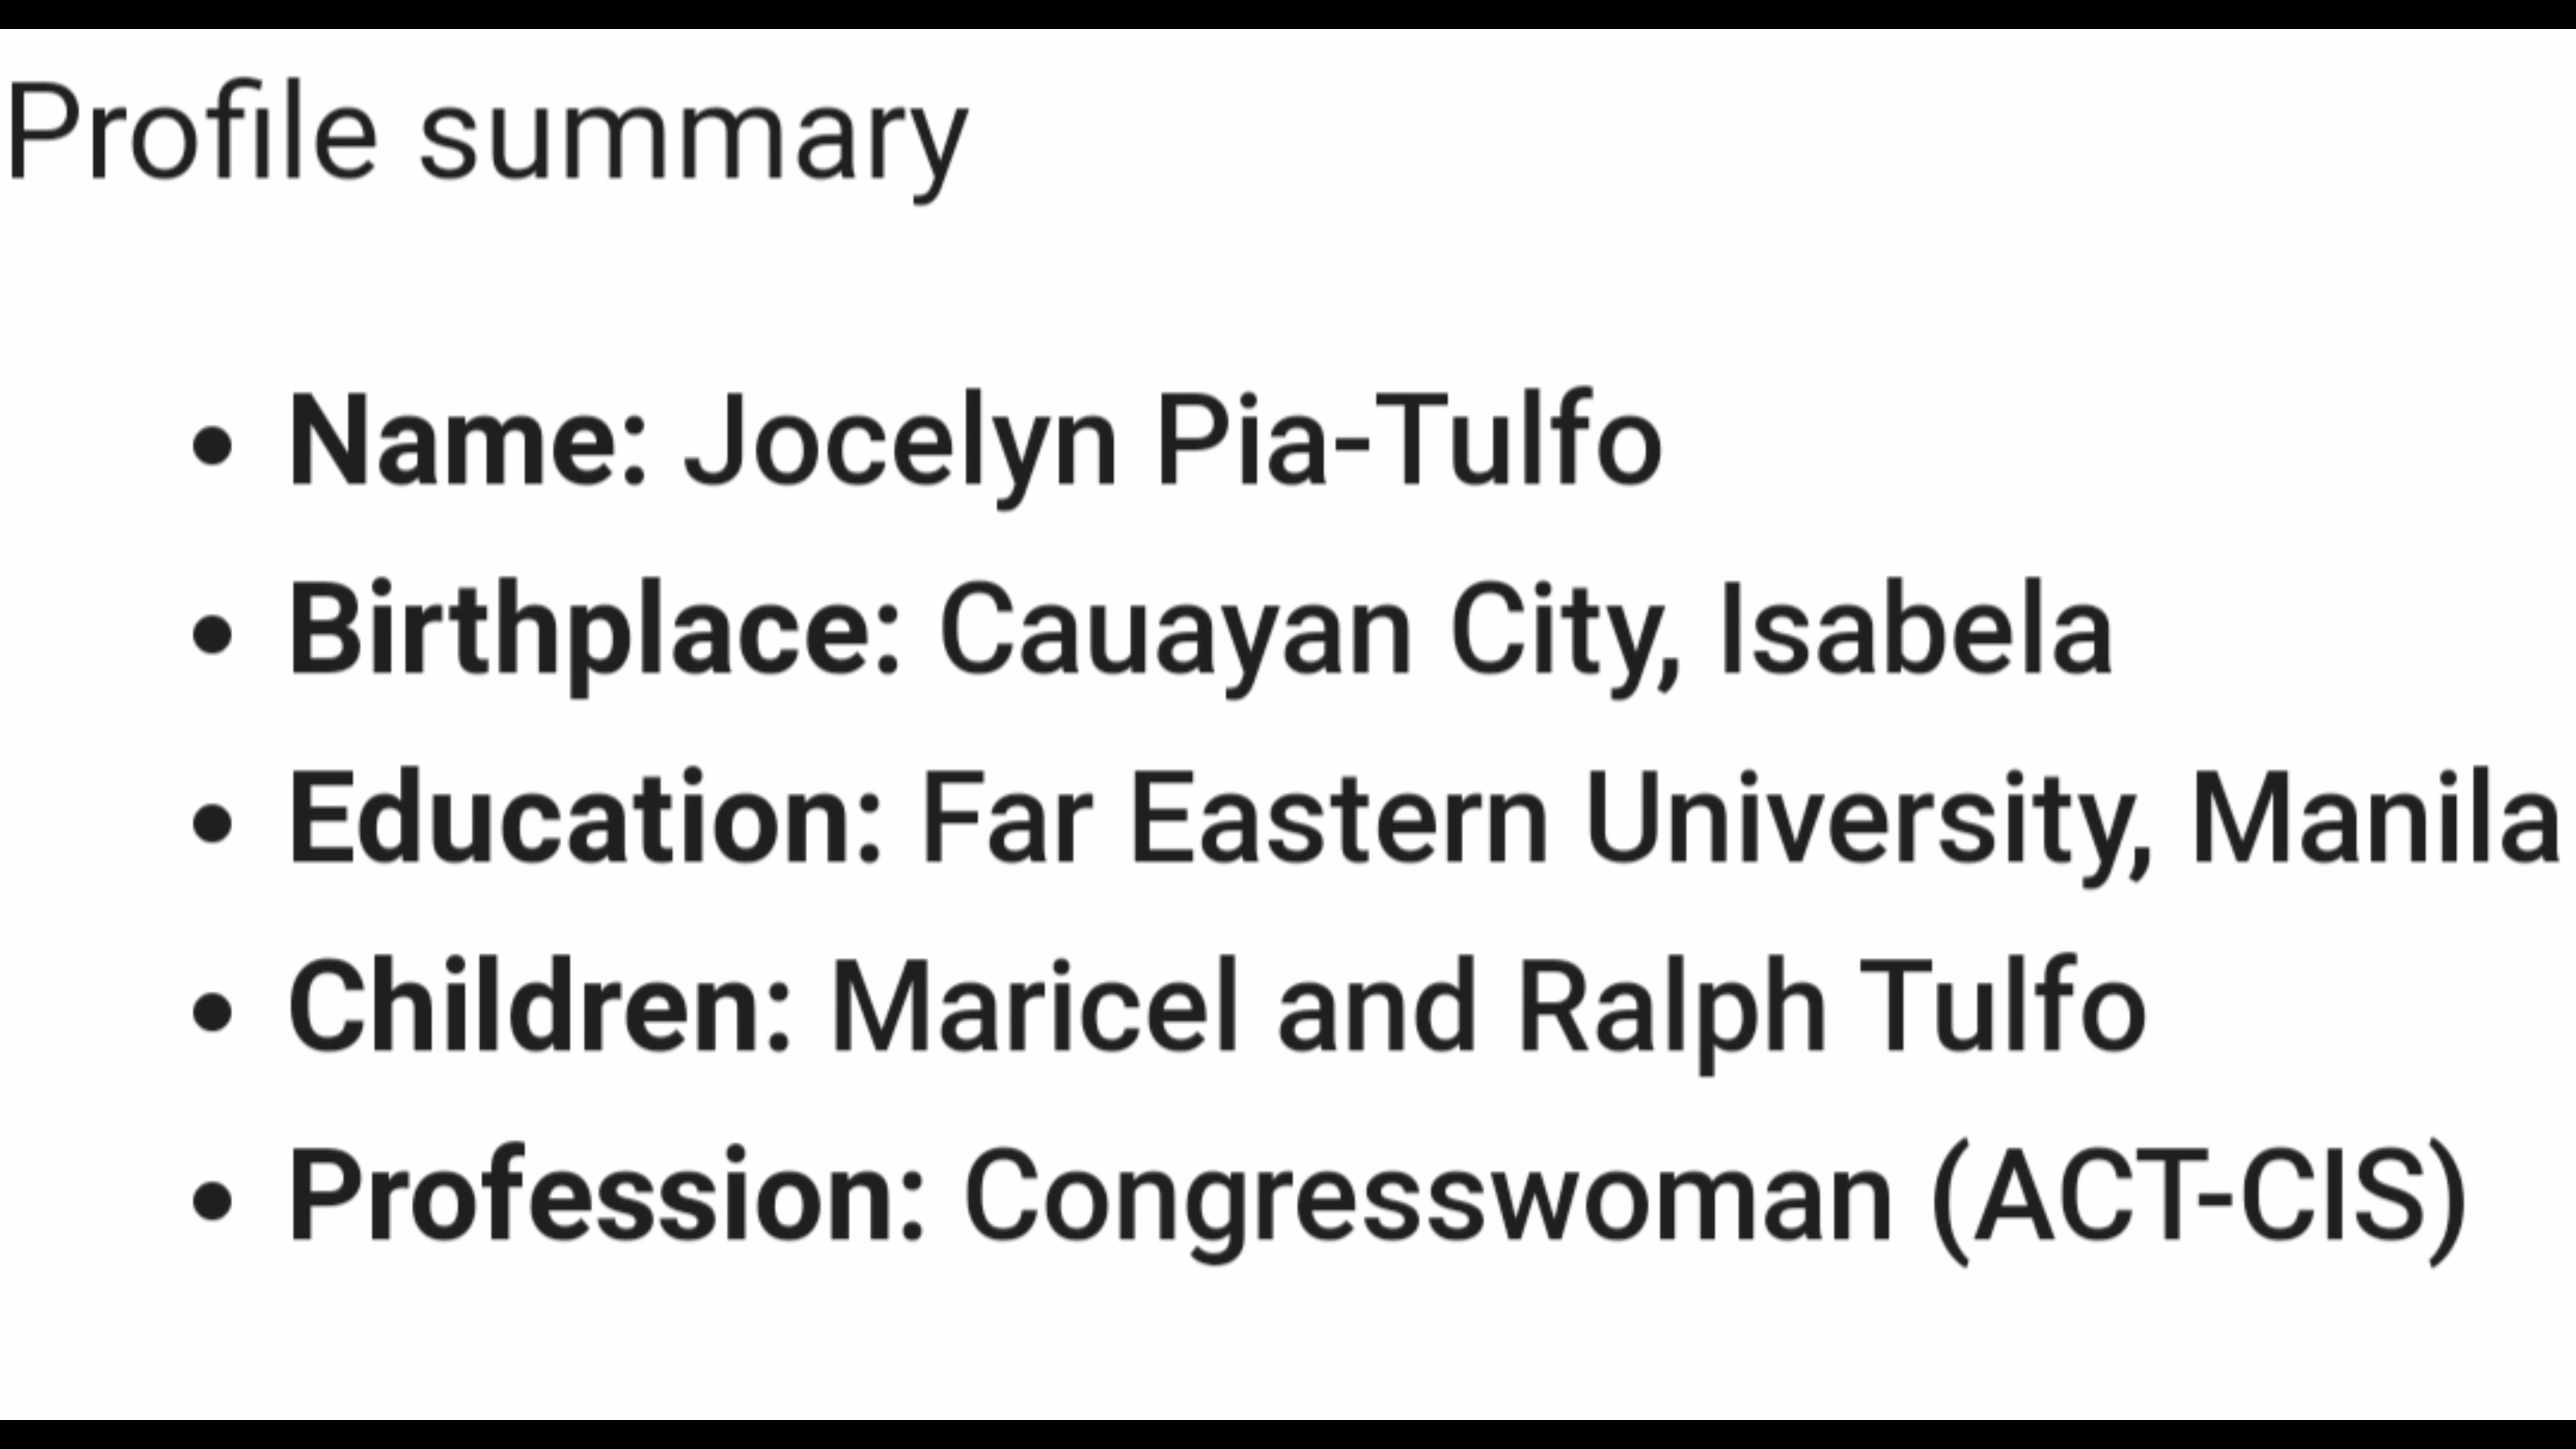 Profile summary
• Name: Jocelyn Pia-Tulfo
• Birthplace: Cauayan City, Isabela
• Education: Far Eastern University, Manila
• Children: Maricel and Ralph Tulfo
• Profession: Congresswoman (ACT-CIS)